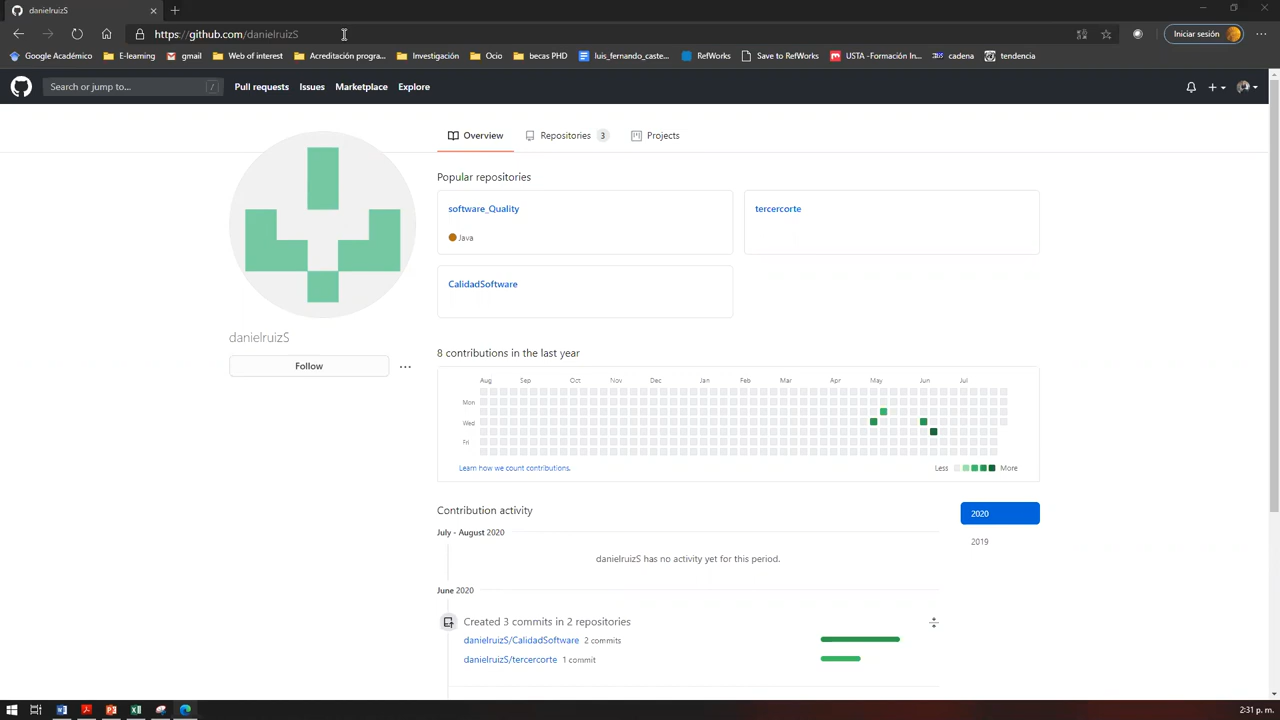 danielruizS
https://github.com/danielruizS
Iniciar sesión
Google Académico
E-learning
gmail
Web of interest
Acreditación progra...
Investigación
Ocio
becas PHD
luis_fernando_caste...
RefWorks
Save to RefWorks
USTA -Formación In...
cadena
tendencia
Search or jump to...
/
Pull requests
Issues
Marketplace
Explore
Overview
Repositories 3
Projects
Popular repositories
software_Quality
Java
tercercorte
CalidadSoftware
danielruizS
Follow
8 contributions in the last year
Aug Sep Oct Nov Dec Jan Feb Mar Apr May Jun Jul
Mon
Wed
Fri
Learn how we count contributions.
Less More
Contribution activity
2020
2019
July - August 2020
danielruizS has no activity yet for this period.
June 2020
Created 3 commits in 2 repositories
danielruizS/CalidadSoftware 2 commits
danielruizS/tercercorte 1 commit
2:31 p. m.